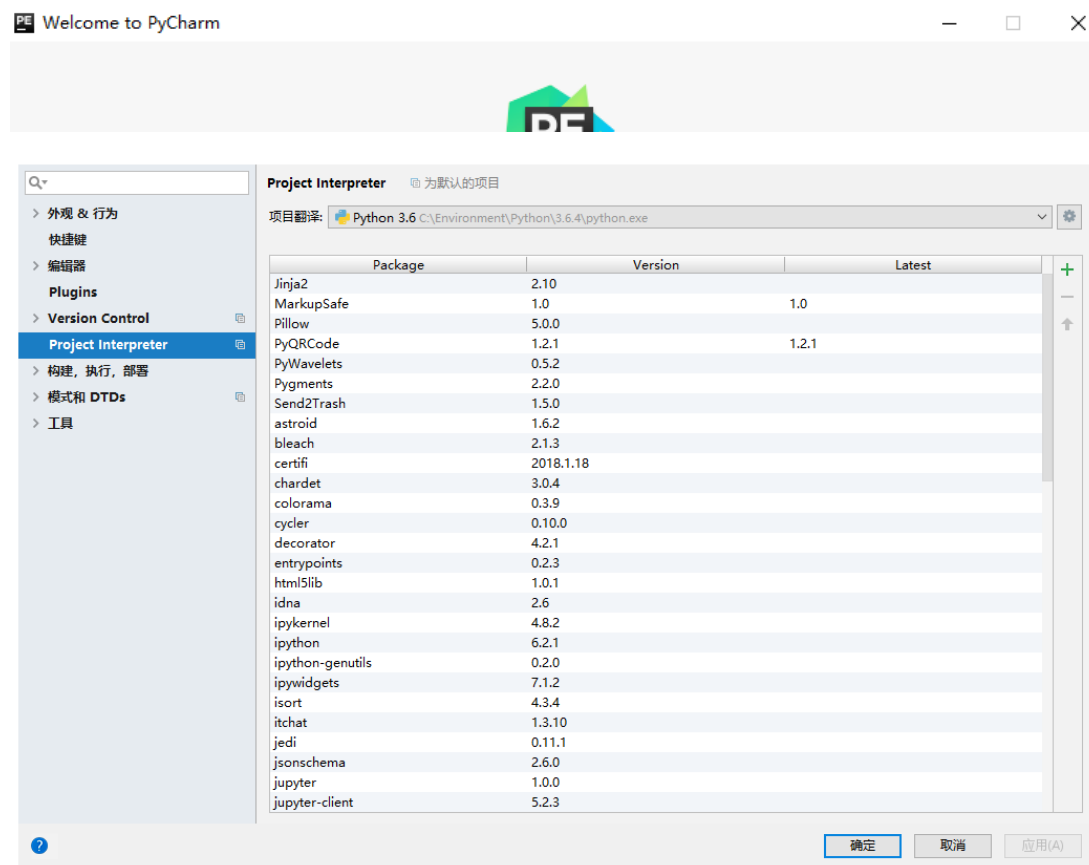 PE Welcome to PyCharm
PE
Project Interpreter 为默认的项目
外观 & 行为
快捷键
编辑器
Plugins
Version Control
Project Interpreter
构建，执行，部署
模式和 DTDs
工具
项目翻译: Python 3.6 C:\Environment\Python\3.6.4\python.exe
Package Version Latest
Jinja2 2.10
MarkupSafe 1.0 1.0
Pillow 5.0.0
PyQRCode 1.2.1 1.2.1
PyWavelets 0.5.2
Pygments 2.2.0
Send2Trash 1.5.0
astroid 1.6.2
bleach 2.1.3
certifi 2018.1.18
chardet 3.0.4
colorama 0.3.9
cycler 0.10.0
decorator 4.2.1
entrypoints 0.2.3
html5lib 1.0.1
idna 2.6
ipykernel 4.8.2
ipython 6.2.1
ipython-genutils 0.2.0
ipywidgets 7.1.2
isort 4.3.4
itchat 1.3.10
jedi 0.11.1
jsonschema 2.6.0
jupyter 1.0.0
jupyter-client 5.2.3
? 确定 取消 应用(A)